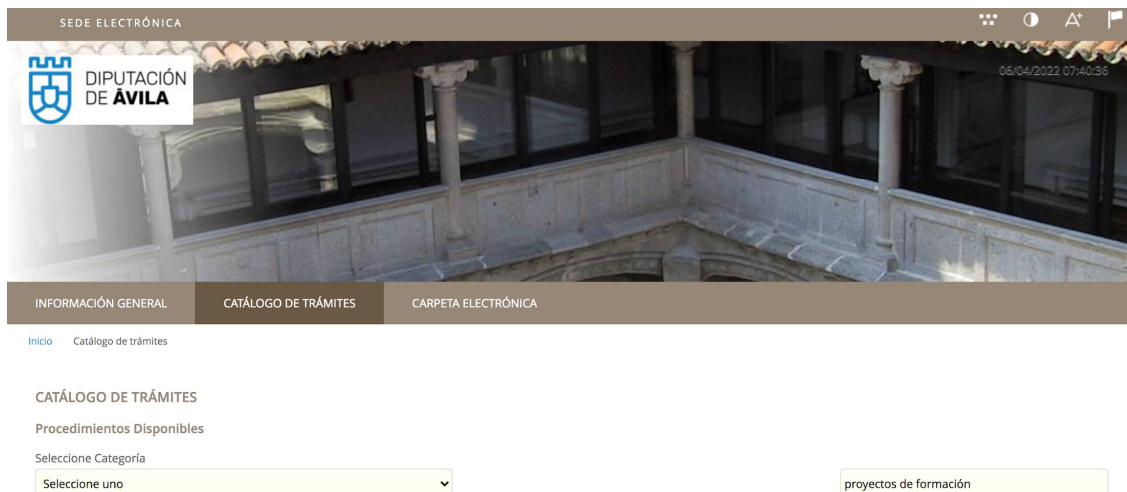 SEDE ELECTRÓNICA
DIPUTACIÓN
DE ÁVILA
06/04/2022 07:40:36
INFORMACIÓN GENERAL CATÁLOGO DE TRÁMITES CARPETA ELECTRÓNICA
Inicio Catálogo de trámites
CATÁLOGO DE TRÁMITES
Procedimientos Disponibles
Seleccione Categoría
Seleccione uno proyectos de formación